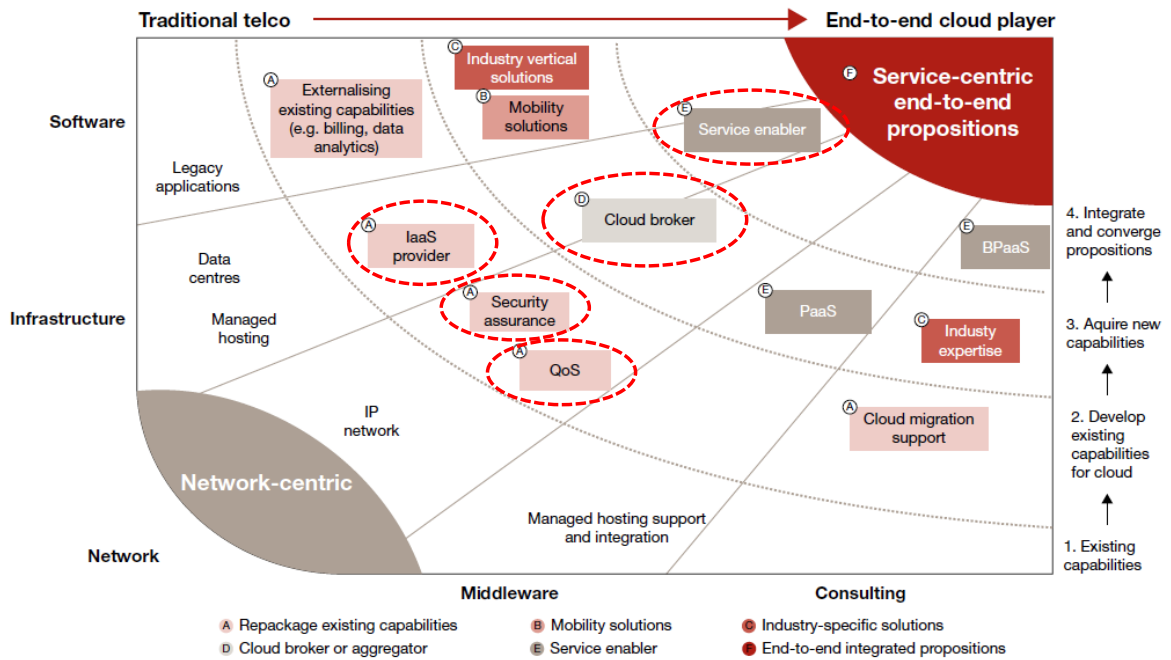 Traditional telco
End-to-end cloud player
Software
Infrastructure
Network
A
Externalising
existing capabilities
(e.g. billing, data
analytics)
C
Industry vertical
solutions
B
Mobility
solutions
E
Service enabler
F
Service-centric
end-to-end
propositions
Legacy
applications
D
Cloud broker
A
IaaS
provider
E
BPaaS
Data
centres
A
Security
assurance
E
PaaS
C
Industy
expertise
Managed
hosting
A
QoS
IP
network
A
Cloud migration
support
Network-centric
Managed hosting support
and integration
4. Integrate
and converge
propositions
3. Aquire new
capabilities
2. Develop
existing
capabilities
for cloud
1. Existing
capabilities
Middleware
Consulting
A Repackage existing capabilities
B Mobility solutions
C Industry-specific solutions
D Cloud broker or aggregator
E Service enabler
F End-to-end integrated propositions